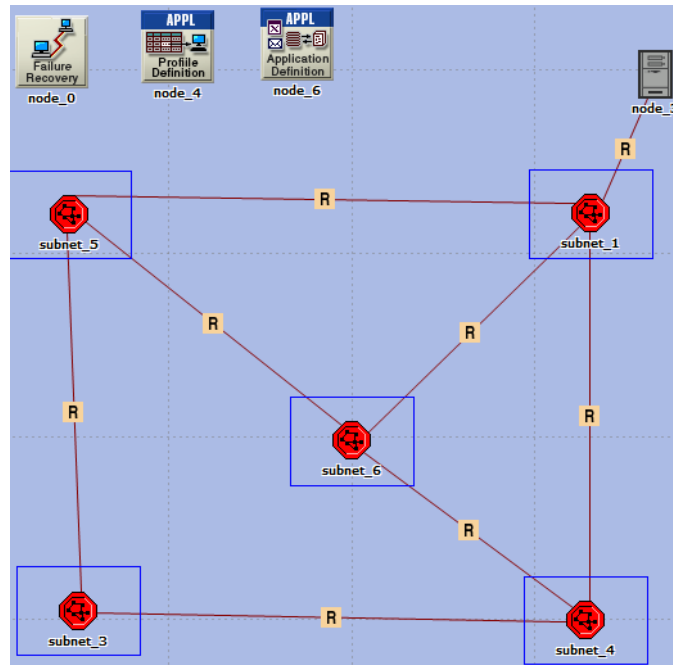 APPL
APPL
Failure
Recovery
Profile
Definition
Application
Definition
node_0
node_4
node_6
R
R
subnet_5
subnet_1
R
R
R
R
subnet_6
R
R
subnet_3
subnet_4